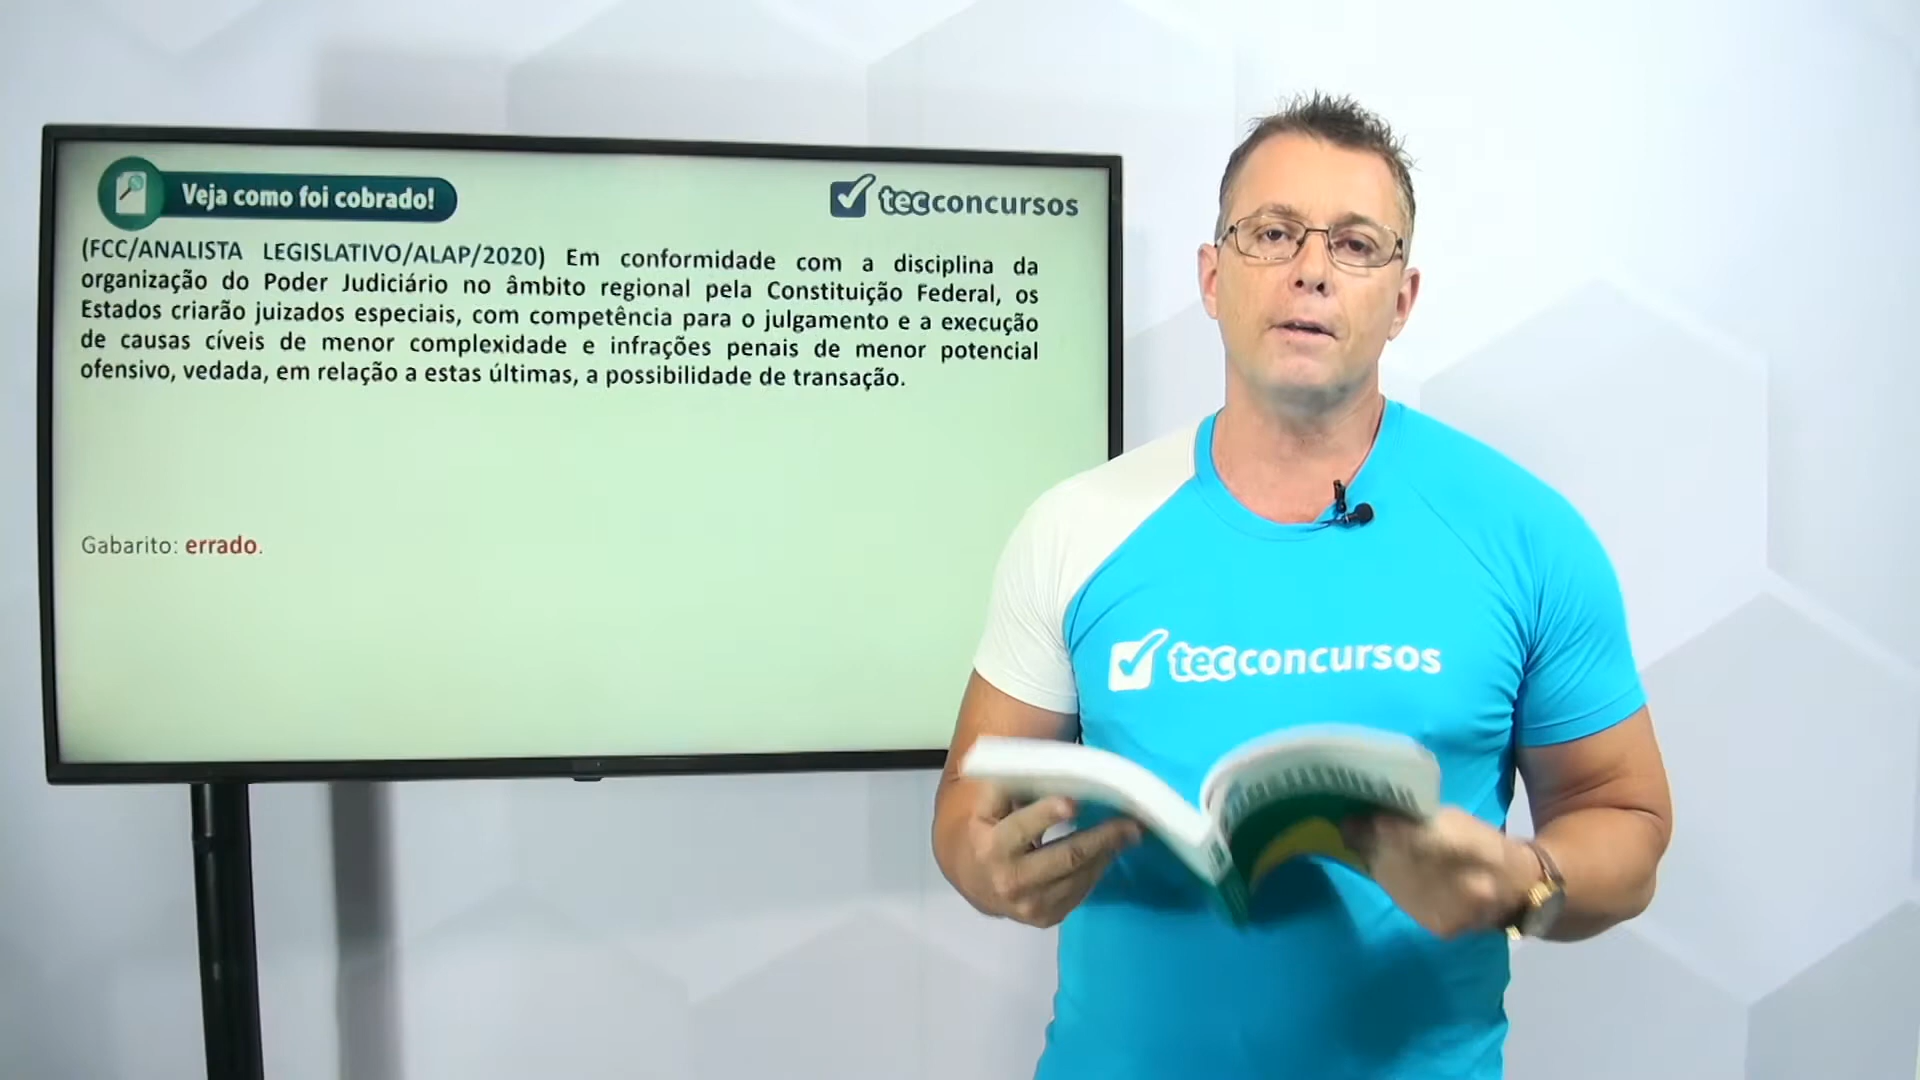 Veja como foi cobrado!
tecconcursos
(FCC/ANALISTA LEGISLATIVO/ALAP/2020) Em conformidade com a disciplina da
organização do Poder Judiciário no âmbito regional pela Constituição Federal, os
Estados criarão juizados especiais, com competência para o julgamento e a execução
de causas cíveis de menor complexidade e infrações penais de menor potencial
ofensivo, vedada, em relação a estas últimas, a possibilidade de transação.
Gabarito: errado.
tecconcursos